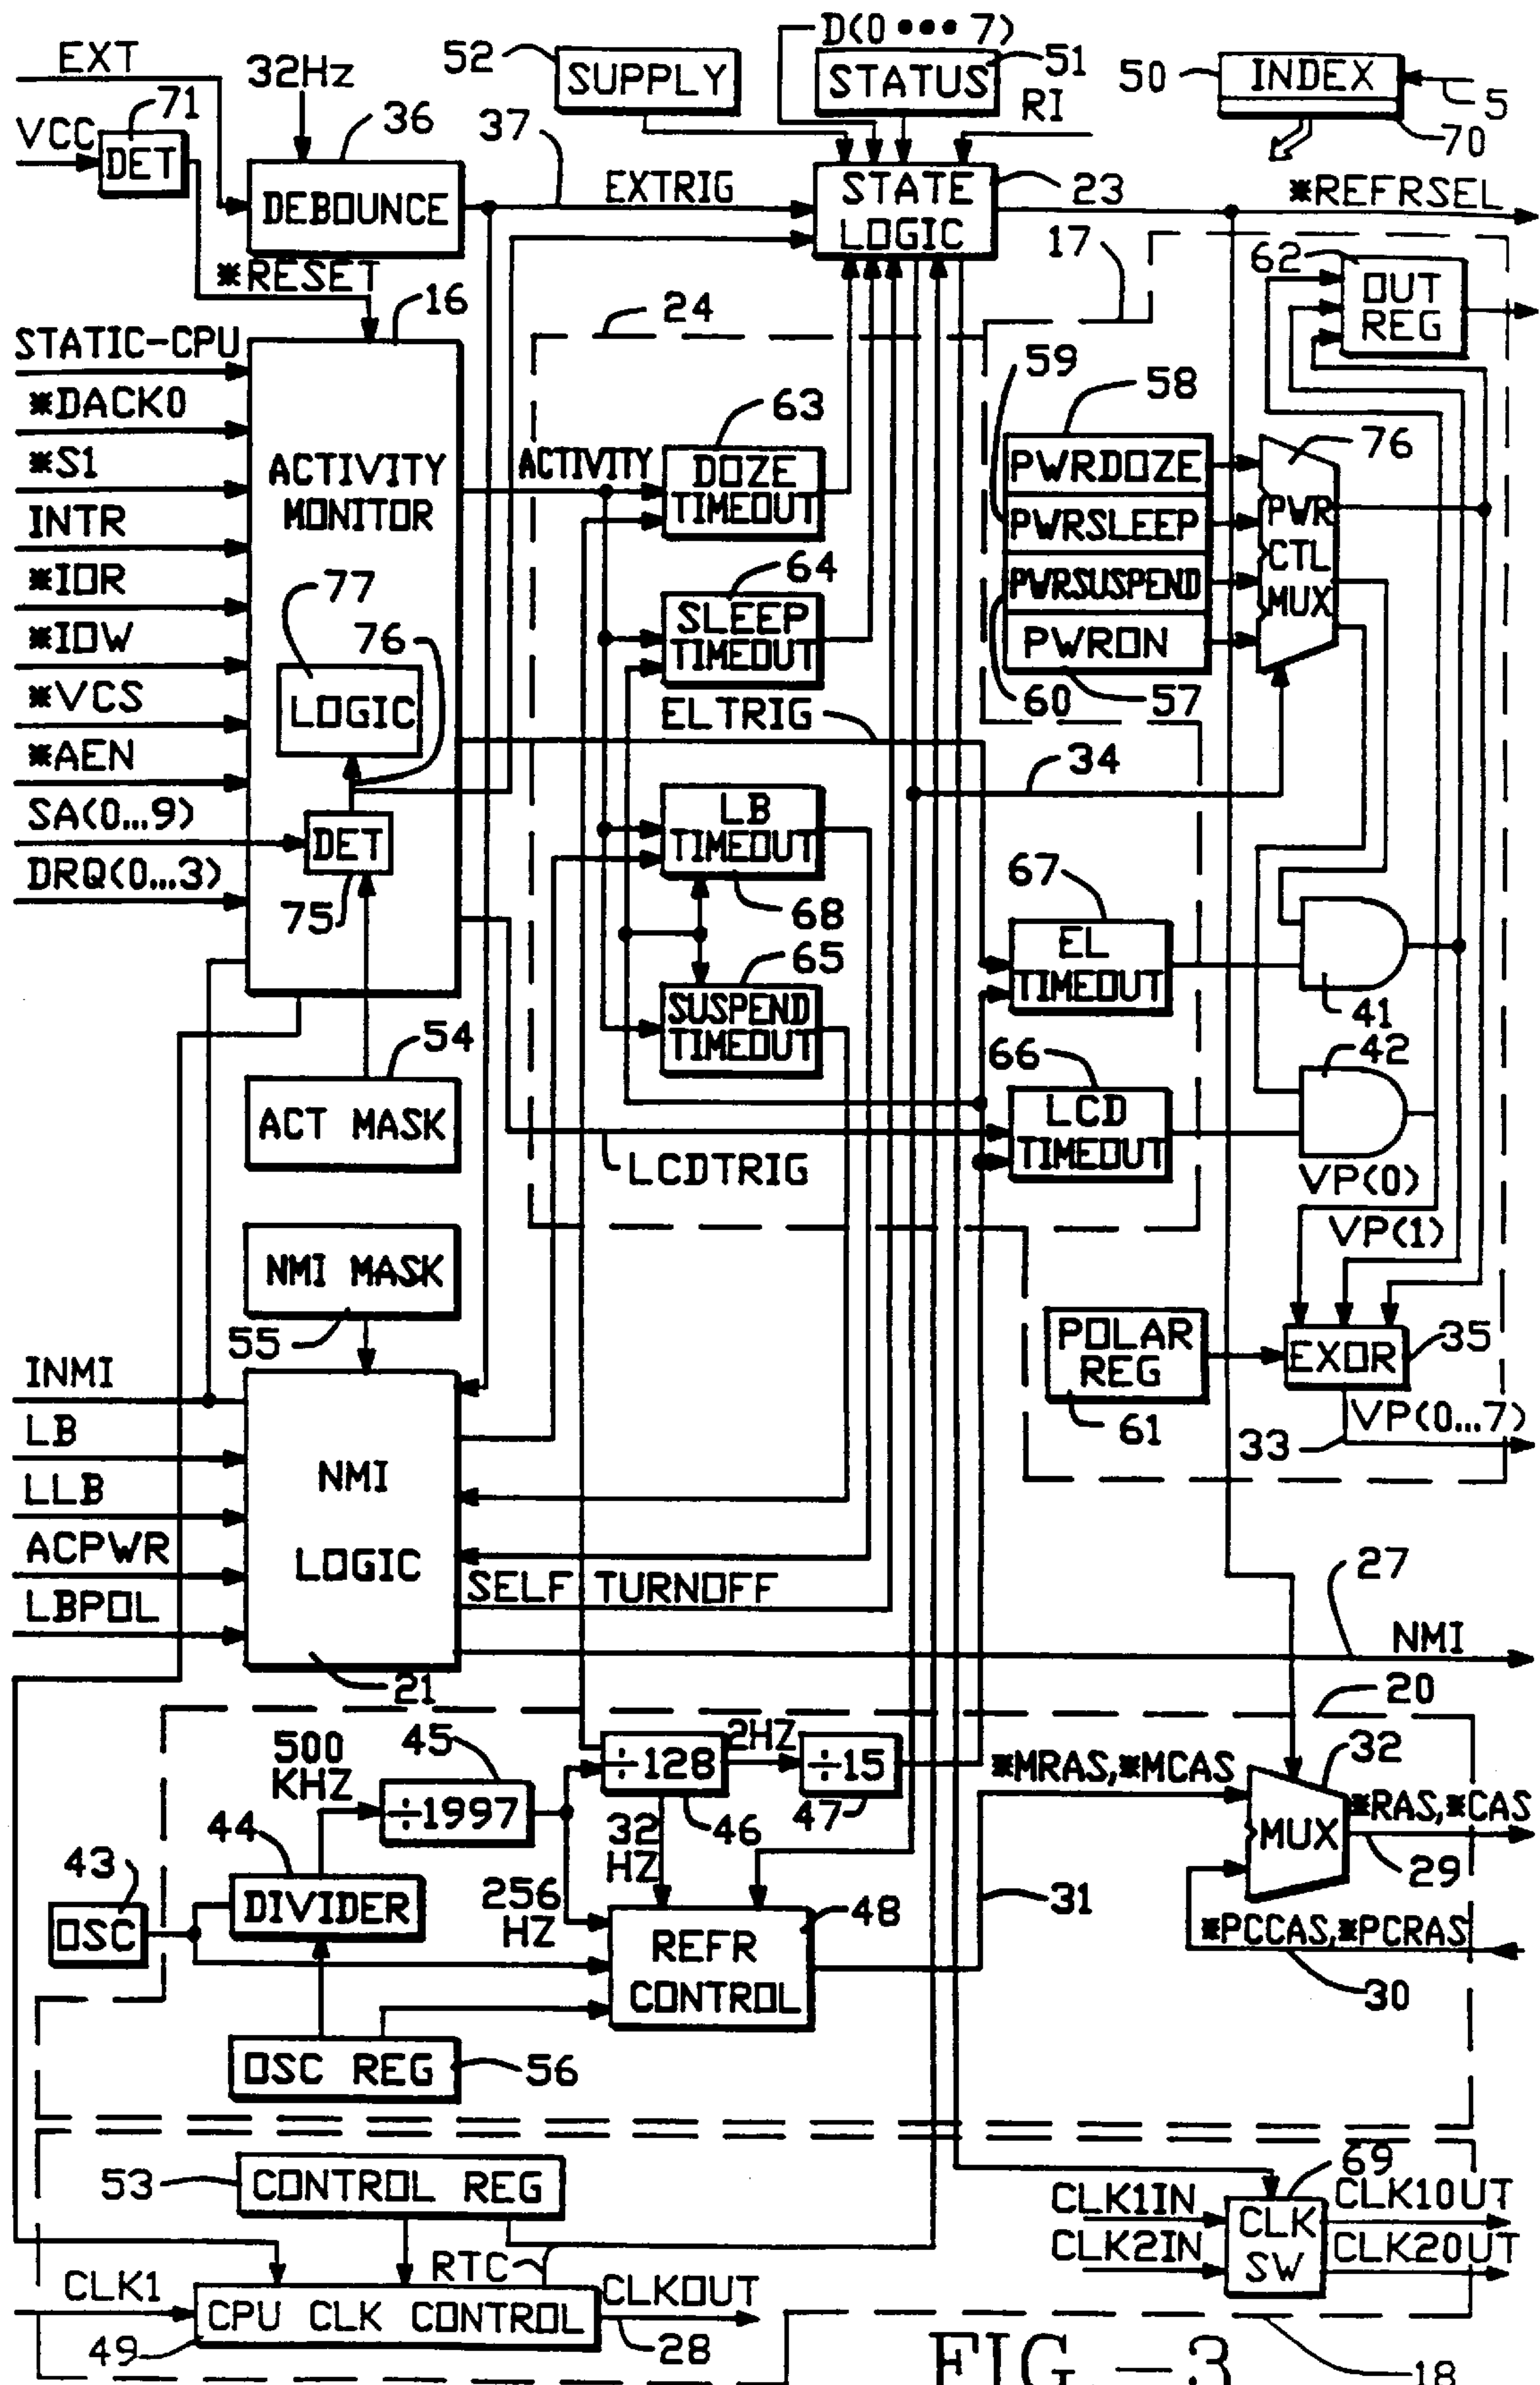 D(0 ••• 7)
EXT
52
SUPPLY
STATUS
51
50
INDEX
5
32Hz
71
36
37
RI
70
VCC
DET
DEBOUNCE
EXTRIG
STATE
LOGIC
23
*REFRSEL
*RESET
16
24
17
62
OUT
REG
STATIC-CPU
*DACK0
*S1
INTR
*IOR
*IOW
*VCS
*AEN
SA(0...9)
DRQ(0...3)
ACTIVITY
MONITOR
77
76
LOGIC
DET
75
ACTIVITY
63
DOZE
TIMEOUT
64
SLEEP
TIMEOUT
ELTRIG
LB
TIMEOUT
68
65
SUSPEND
TIMEOUT
59
58
PWRDOZE
PWRSLEEP
PWRSUSPEND
PWRON
60
57
76
PWR
CTL
MUX
34
67
EL
TIMEOUT
41
66
LCD
TIMEOUT
42
54
ACT MASK
LCDTRIG
VP(0)
VP(1)
NMI MASK
55
POLAR
REG
61
EXOR
35
VP(0...7)
33
INMI
LB
LLB
ACPWR
LBPOL
NMI
LOGIC
21
SELF TURNOFF
27
NMI
20
500
KHZ
45
÷1997
÷128
46
2HZ
÷15
47
*MRAS,*MCAS
32
MUX
*RAS,*CAS
29
43
OSC
44
DIVIDER
256
HZ
32
HZ
48
REFR
CONTROL
31
*PCCAS,*PCRAS
30
OSC REG
56
53
CONTROL REG
69
CLK1IN
CLK2IN
CLK
SW
CLK1OUT
CLK2OUT
RTC
CLK1
CPU CLK CONTROL
CLKOUT
49
28
FIG.-3
18